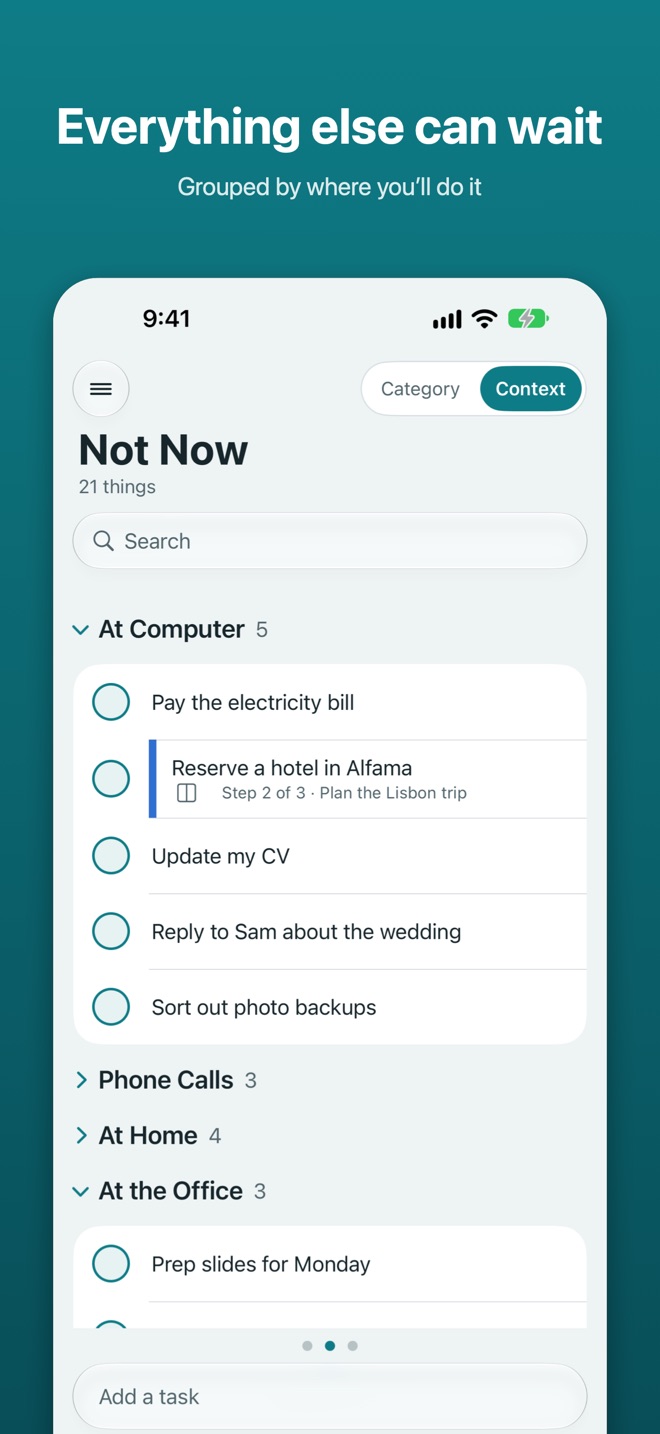 Everything else can wait
Grouped by where you’ll do it
9:41
Category
Context
Not Now
21 things
Search
At Computer 5
Pay the electricity bill
Reserve a hotel in Alfama
Step 2 of 3 · Plan the Lisbon trip
Update my CV
Reply to Sam about the wedding
Sort out photo backups
Phone Calls 3
At Home 4
At the Office 3
Prep slides for Monday
Add a task